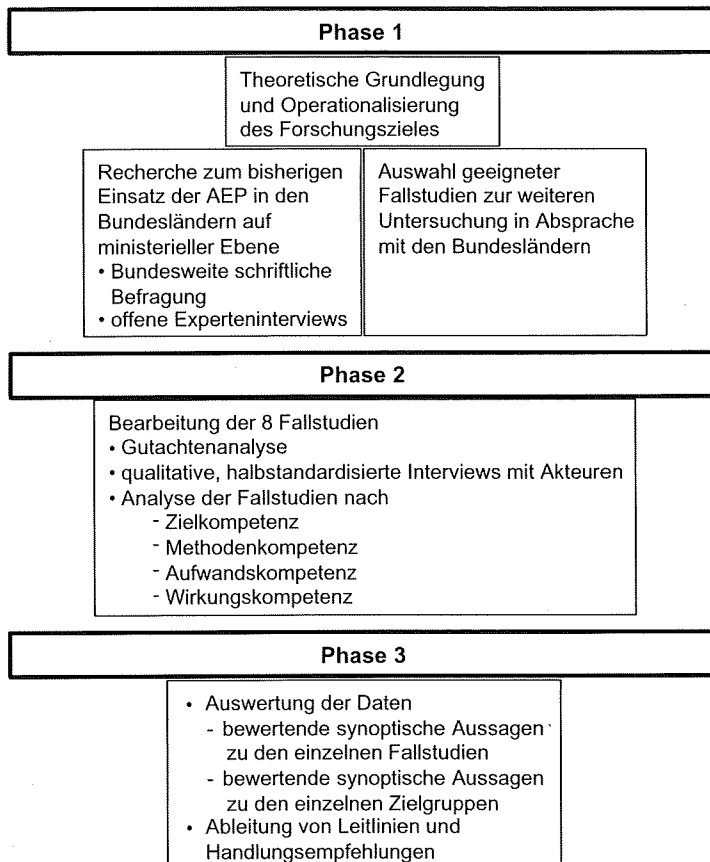 Phase 1
Theoretische Grundlegung
und Operationalisierung
des Forschungszieles
Recherche zum bisherigen
Einsatz der AEP in den
Bundesländern auf
ministerieller Ebene
• Bundesweite schriftliche
Befragung
• offene Experteninterviews
Auswahl geeigneter
Fallstudien zur weiteren
Untersuchung in Absprache
mit den Bundesländern
Phase 2
Bearbeitung der 8 Fallstudien
• Gutachtenanalyse
• qualitative, halbstandardisierte Interviews mit Akteuren
• Analyse der Fallstudien nach
- Zielkompetenz
- Methodenkompetenz
- Aufwandskompetenz
- Wirkungskompetenz
Phase 3
• Auswertung der Daten
- bewertende synoptische Aussagen
zu den einzelnen Fallstudien
- bewertende synoptische Aussagen
zu den einzelnen Zielgruppen
• Ableitung von Leitlinien und
Handlungsempfehlungen